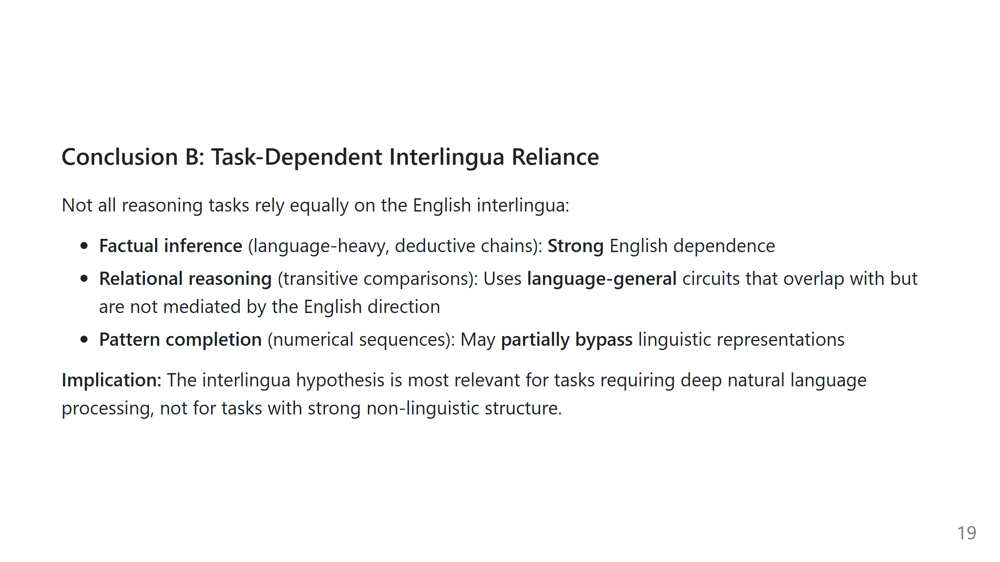 Conclusion B: Task-Dependent Interlingua Reliance
Not all reasoning tasks rely equally on the English interlingua:
• Factual inference (language-heavy, deductive chains): Strong English dependence
• Relational reasoning (transitive comparisons): Uses language-general circuits that overlap with but
are not mediated by the English direction
• Pattern completion (numerical sequences): May partially bypass linguistic representations
Implication: The interlingua hypothesis is most relevant for tasks requiring deep natural language
processing, not for tasks with strong non-linguistic structure.
19